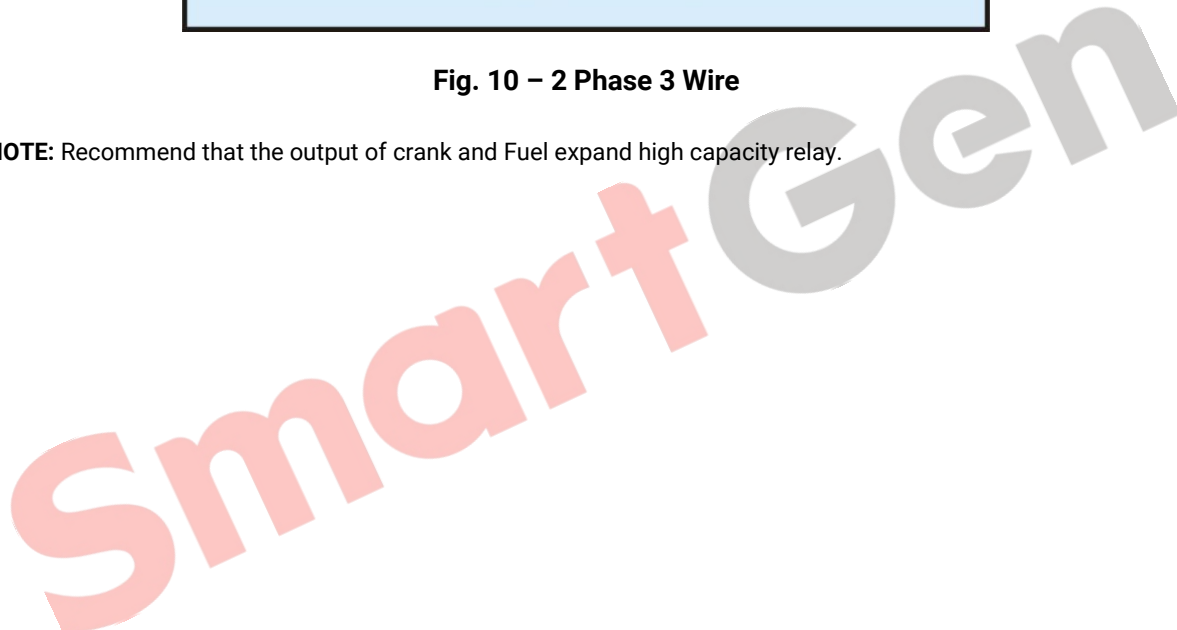 Fig. 10 – 2 Phase 3 Wire
OTE: Recommend that the output of crank and Fuel expand high capacity relay.
SmartGen